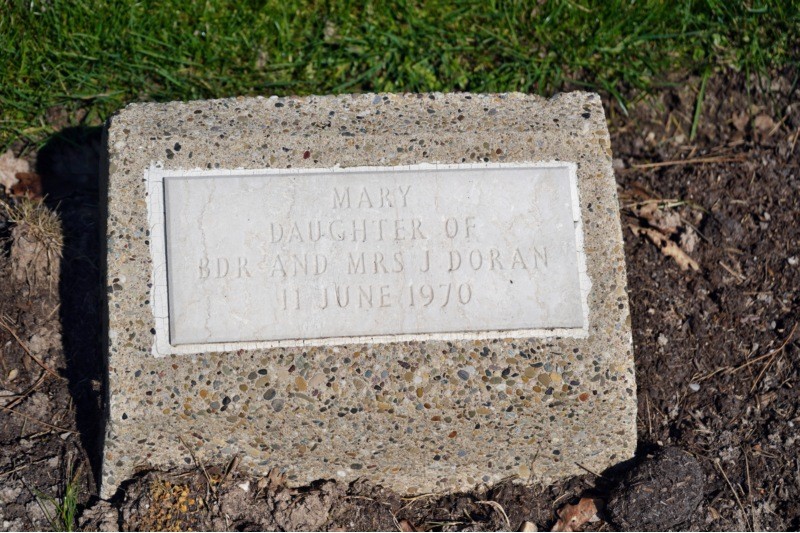 MARY
DAUGHTER OF
BDR AND MRS J DORAN
11 JUNE 1970